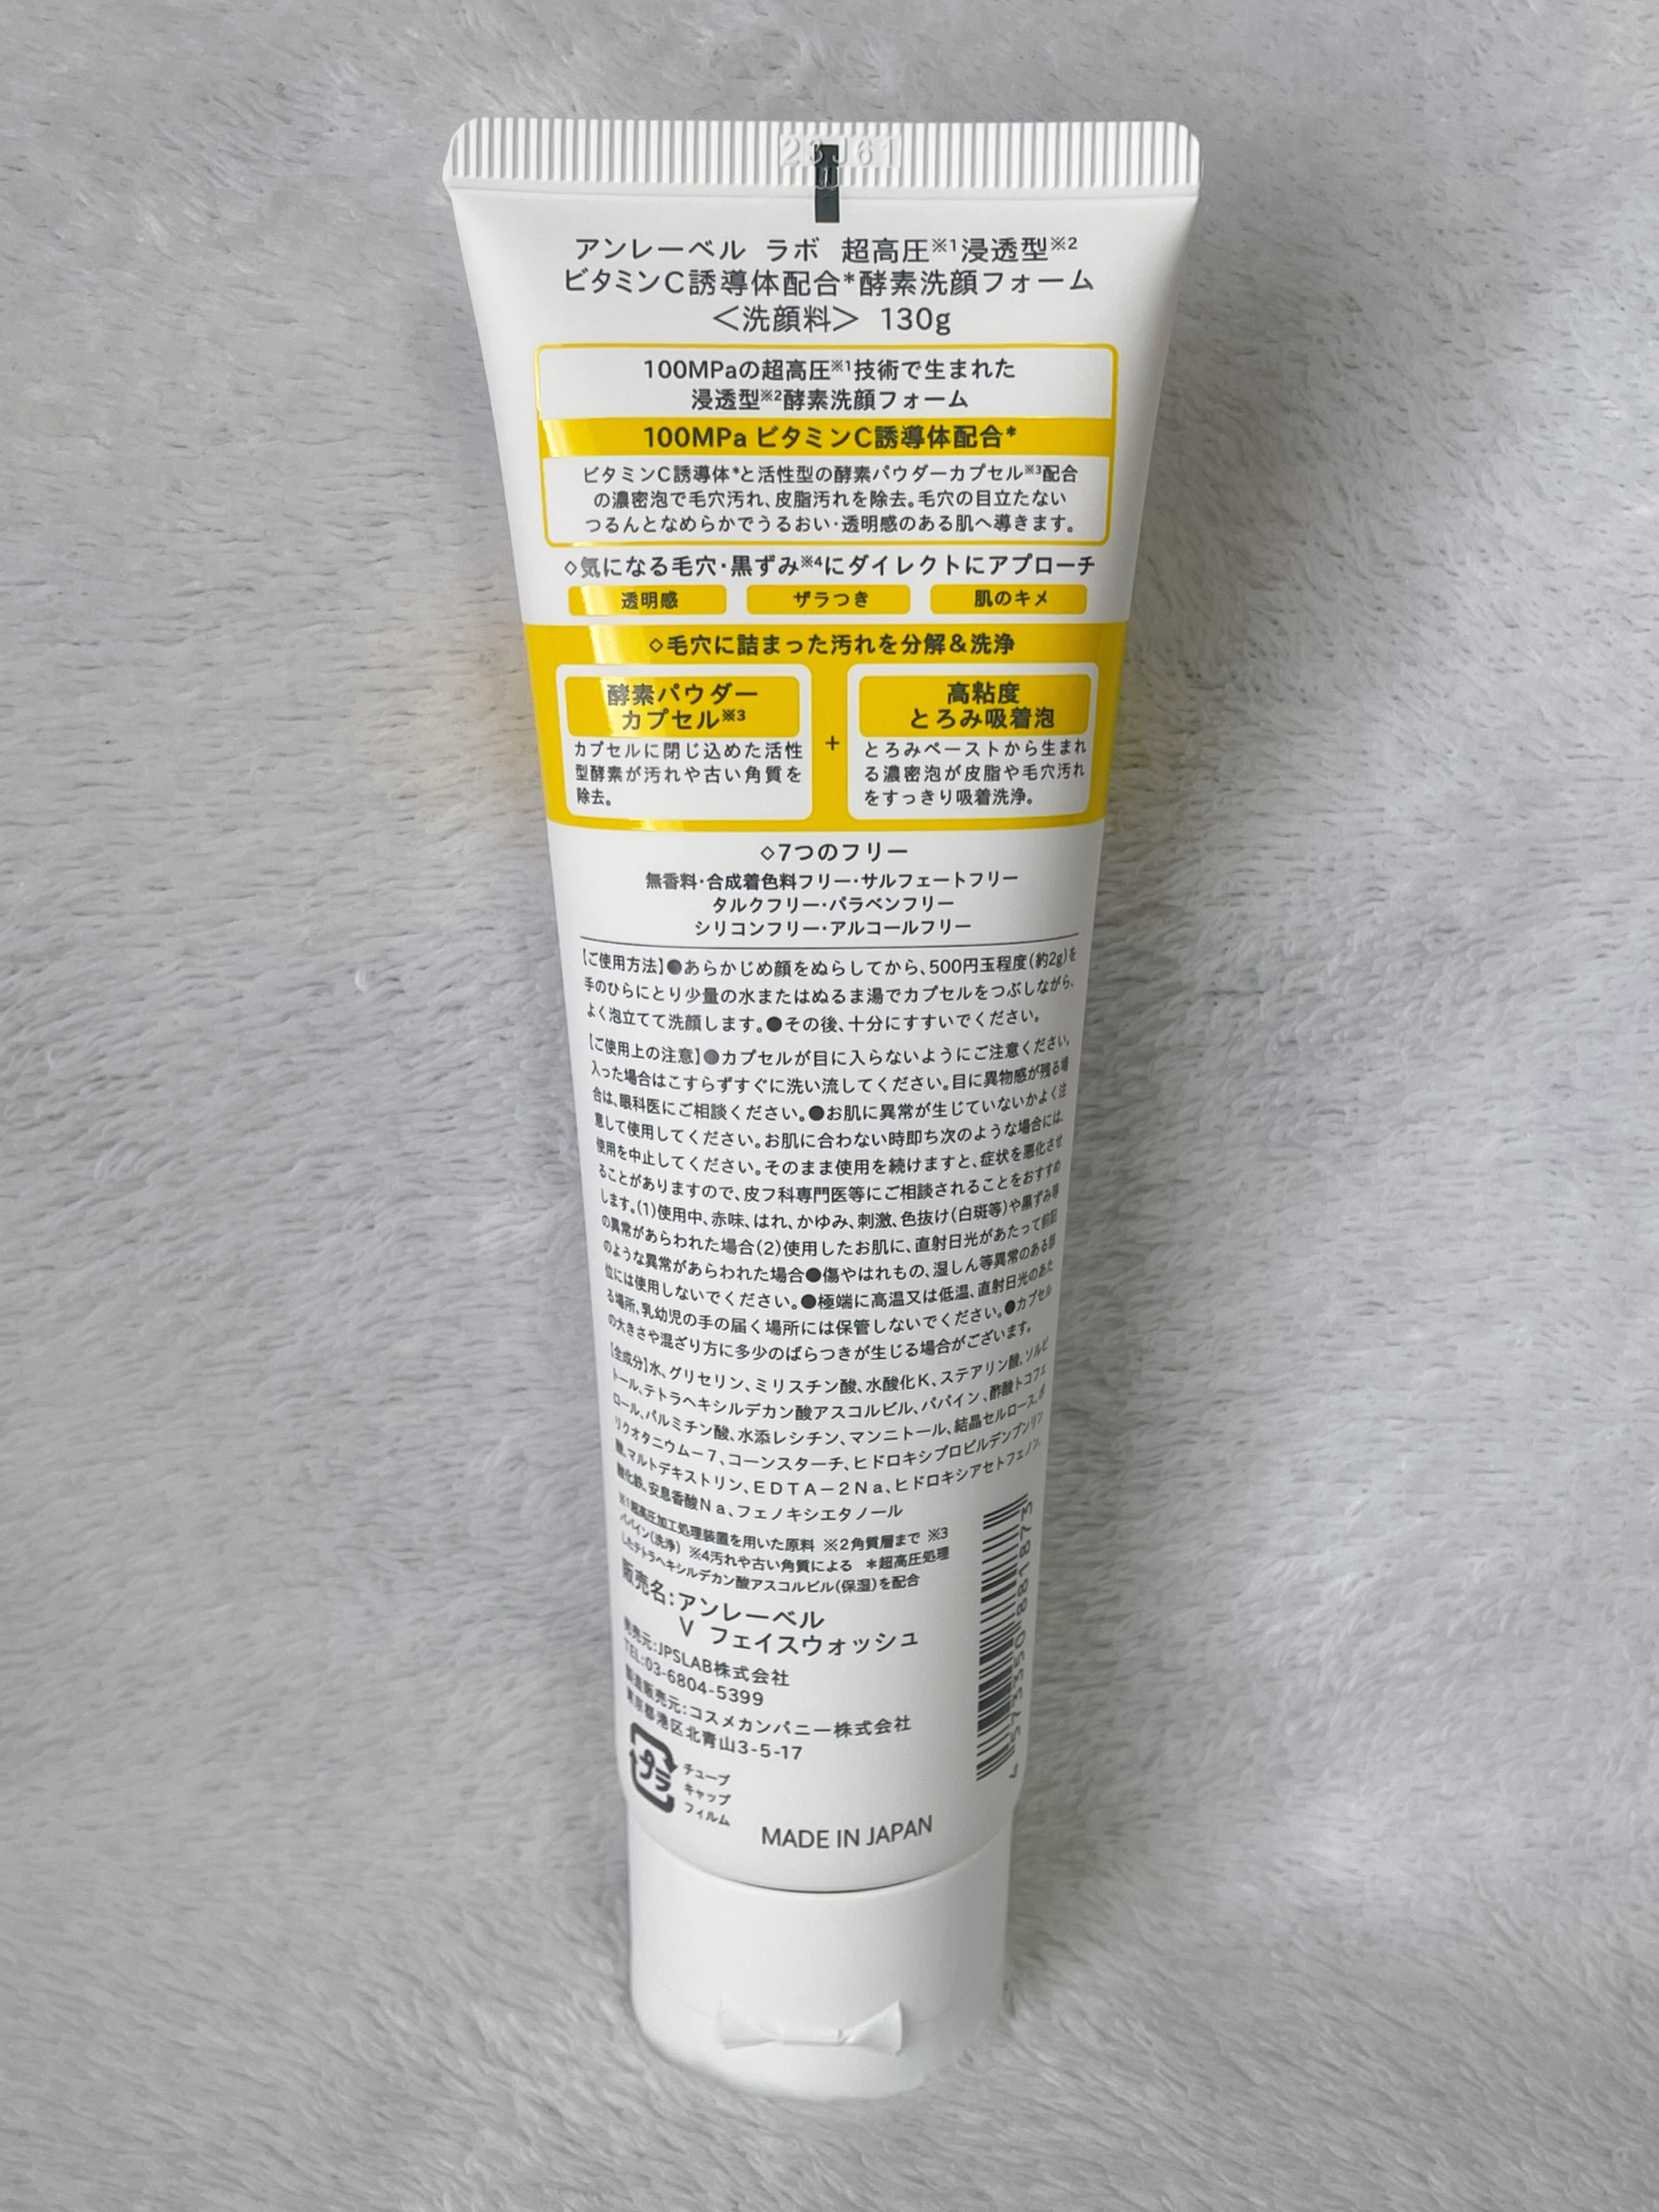 23J61
アンレーベル ラボ 超高圧※1浸透型※2
ビタミンC誘導体配合*酵素洗顔フォーム
＜洗顔料＞ 130g
100MPaの超高圧※1技術で生まれた
浸透型※2酵素洗顔フォーム
100MPa ビタミンC誘導体配合*
ビタミンC誘導体*と活性型の酵素パウダーカプセル※3配合
の濃密泡で毛穴汚れ、皮脂汚れを除去。毛穴の目立たない
つるんとなめらかでうるおい・透明感のある肌へ導きます。
◇気になる毛穴・黒ずみ※4にダイレクトにアプローチ
透明感 ザラつき 肌のキメ
◇毛穴に詰まった汚れを分解＆洗浄
酵素パウダー
カプセル※3
カプセルに閉じ込めた活性
型酵素が汚れや古い角質を
除去。
+
高粘度
とろみ吸着泡
とろみペーストから生まれ
る濃密泡が皮脂や毛穴汚れ
をすっきり吸着洗浄。
◇7つのフリー
無香料・合成着色料フリー・サルフェートフリー
タルクフリー・パラベンフリー
シリコンフリー・アルコールフリー
【ご使用方法】●あらかじめ顔をぬらしてから、500円玉程度（約2g）を
手のひらにとり少量の水またはぬるま湯でカプセルをつぶしながら、
よく泡立てて洗顔します。●その後、十分にすすいでください。
【ご使用上の注意】●カプセルが目に入らないようにご注意ください。
入った場合はこすらずすぐに洗い流してください。目に異物感が残る場
合は、眼科医にご相談ください。●お肌に異常が生じていないかよく注
意して使用してください。お肌に合わない時即ち次のような場合には、
使用を中止してください。そのまま使用を続けますと、症状を悪化させ
ることがありますので、皮フ科専門医等にご相談されることをおすすめ
します。（1）使用中、赤味、はれ、かゆみ、刺激、色抜け（白斑等）や黒ずみ等
の異常があらわれた場合（2）使用したお肌に、直射日光があたって前記
のような異常があらわれた場合●傷やはれもの、湿しん等異常のある部
位には使用しないでください。●極端に高温又は低温、直射日光のあた
る場所、乳幼児の手の届く場所には保管しないでください。●カプセル
の大きさや混ざり方に多少のばらつきが生じる場合がございます。
【全成分】水、グリセリン、ミリスチン酸、水酸化K、ステアリン酸、ソルビ
トール、テトラヘキシルデカン酸アスコルビル、パパイン、酢酸トコフェ
ロール、パルミチン酸、水添レシチン、マンニトール、結晶セルロース、ポ
リクオタニウム－7、コーンスターチ、ヒドロキシプロピルデンプンリン
酸、マルトデキストリン、EDTA－2Na、ヒドロキシアセトフェノン、
酸化鉄、安息香酸Na、フェノキシエタノール
※1超高圧加工処理装置を用いた原料 ※2角質層まで ※3
パパイン（洗浄） ※4汚れや古い角質による *超高圧処理
したテトラヘキシルデカン酸アスコルビル（保湿）を配合
販売名：アンレーベル
V フェイスウォッシュ
発売元：JPSLAB株式会社
TEL:03-6804-5399
製造販売元：コスメカンパニー株式会社
東京都港区北青山3-5-17
プラ
チューブ
キャップ
フィルム
MADE IN JAPAN
4573350881873